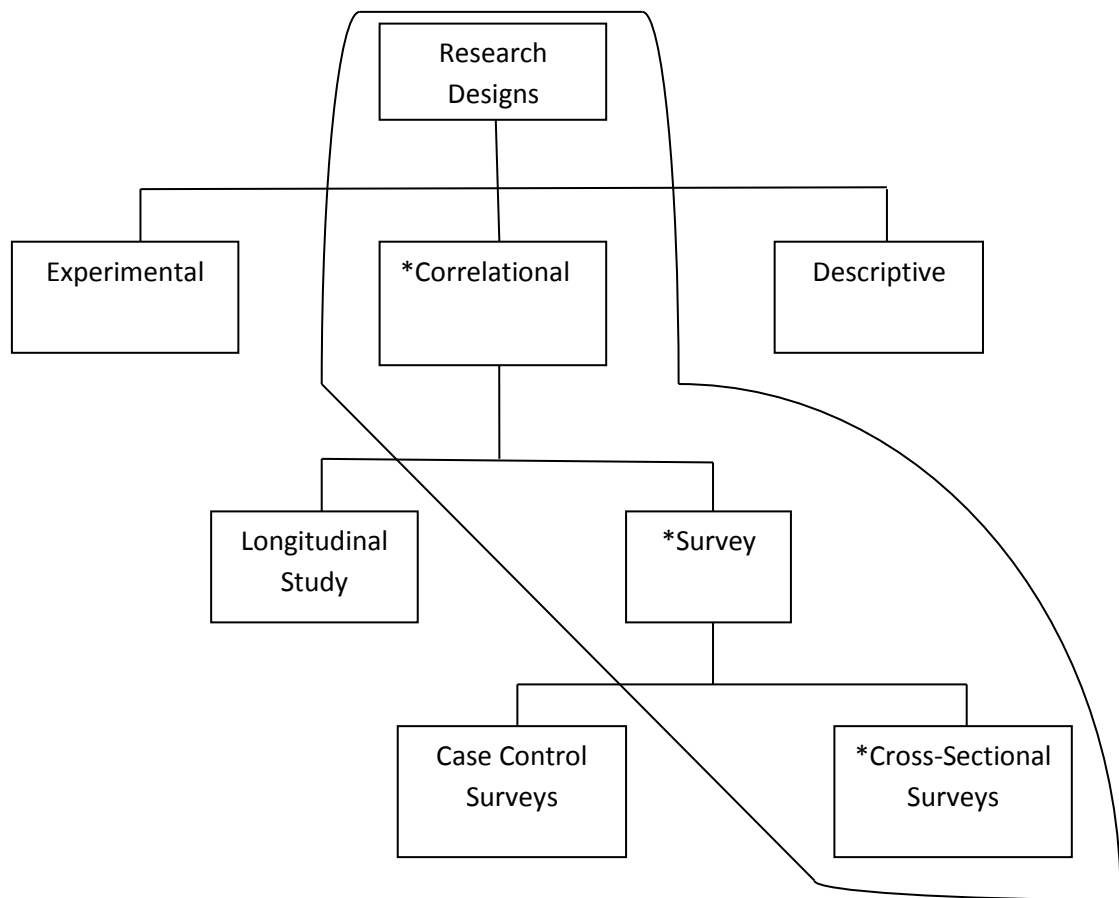 Research
Designs
Experimental
*Correlational
Descriptive
Longitudinal
Study
*Survey
Case Control
Surveys
*Cross-Sectional
Surveys